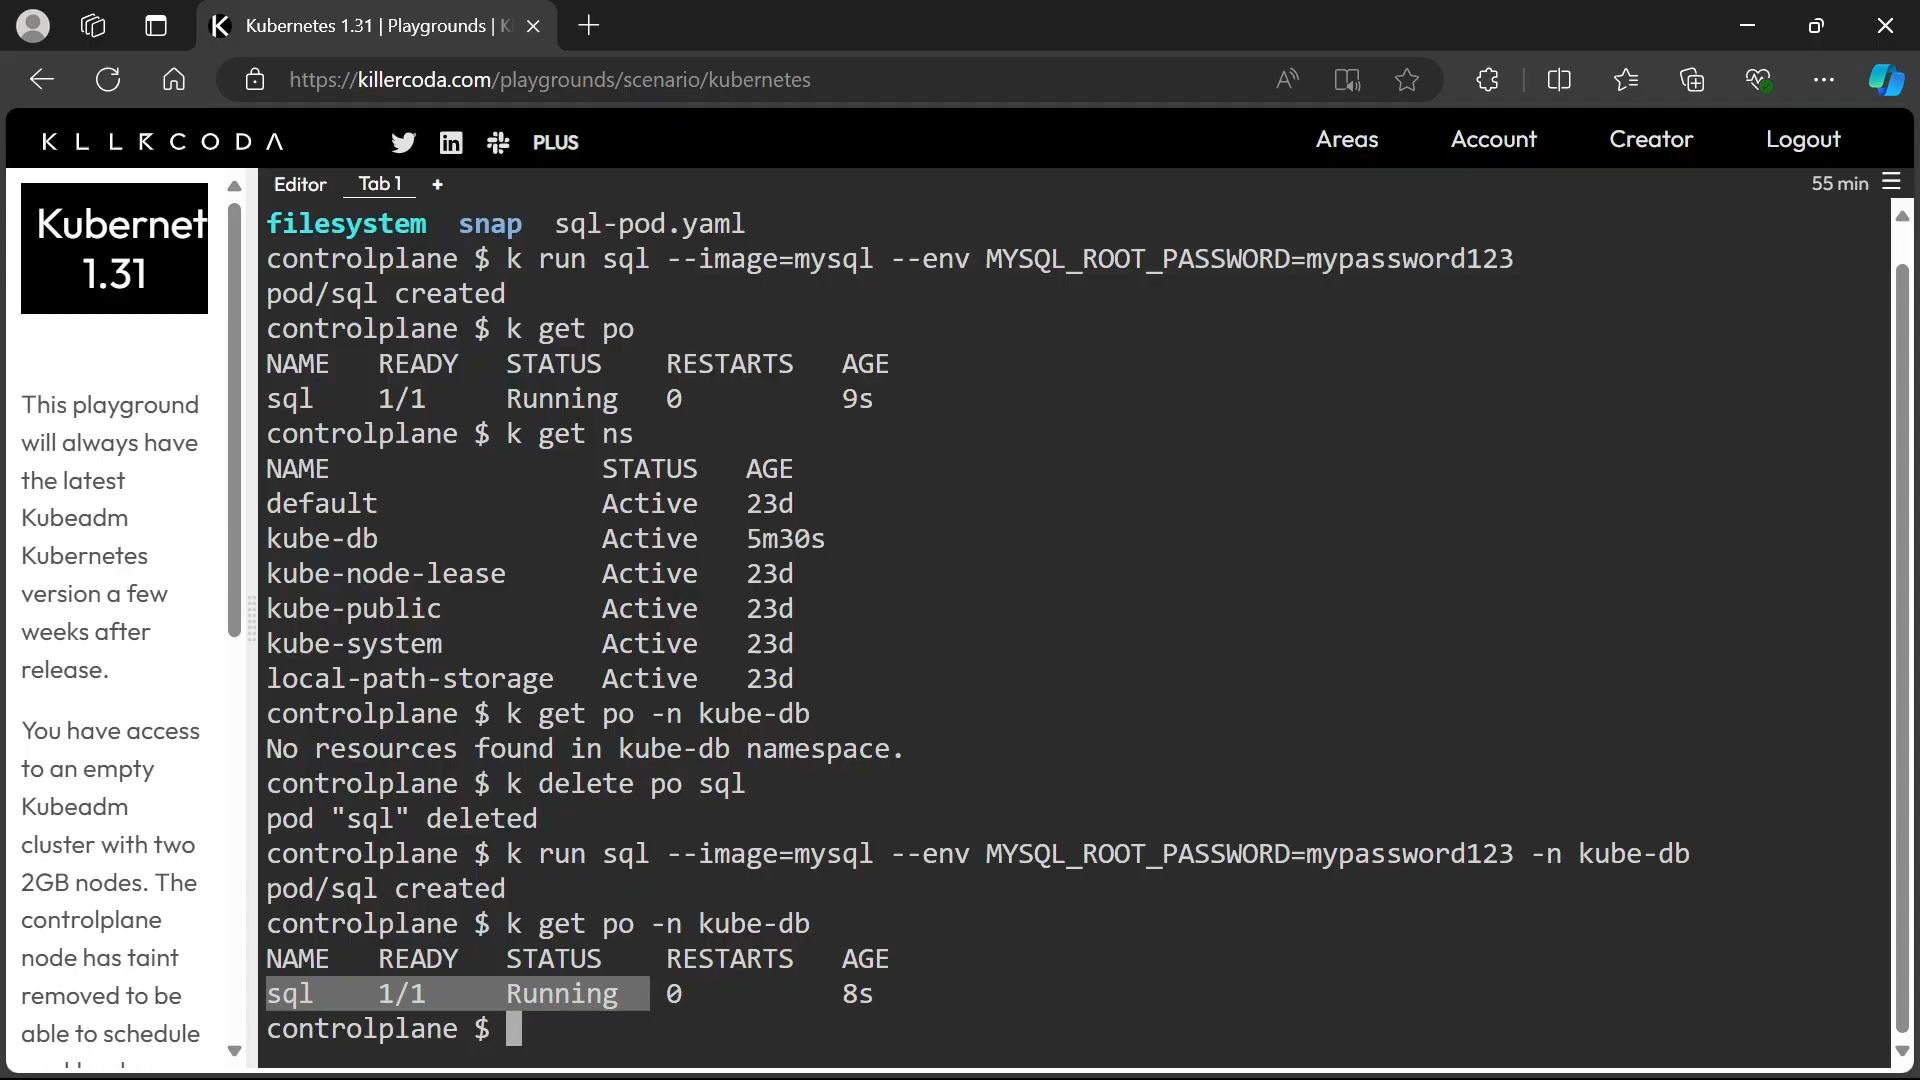 Kubernetes 1.31 | Playgrounds | K
https://killercoda.com/playgrounds/scenario/kubernetes
KLLRCODA
PLUS
Areas
Account
Creator
Logout
Kubernet
1.31
This playground
will always have
the latest
Kubeadm
Kubernetes
version a few
weeks after
release.
You have access
to an empty
Kubeadm
cluster with two
2GB nodes. The
controlplane
node has taint
removed to be
able to schedule
Editor Tab 1 +
55 min
filesystem snap sql-pod.yaml
controlplane $ k run sql --image=mysql --env MYSQL_ROOT_PASSWORD=mypassword123
pod/sql created
controlplane $ k get po
NAME READY STATUS RESTARTS AGE
sql 1/1 Running 0 9s
controlplane $ k get ns
NAME STATUS AGE
default Active 23d
kube-db Active 5m30s
kube-node-lease Active 23d
kube-public Active 23d
kube-system Active 23d
local-path-storage Active 23d
controlplane $ k get po -n kube-db
No resources found in kube-db namespace.
controlplane $ k delete po sql
pod "sql" deleted
controlplane $ k run sql --image=mysql --env MYSQL_ROOT_PASSWORD=mypassword123 -n kube-db
pod/sql created
controlplane $ k get po -n kube-db
NAME READY STATUS RESTARTS AGE
sql 1/1 Running 0 8s
controlplane $